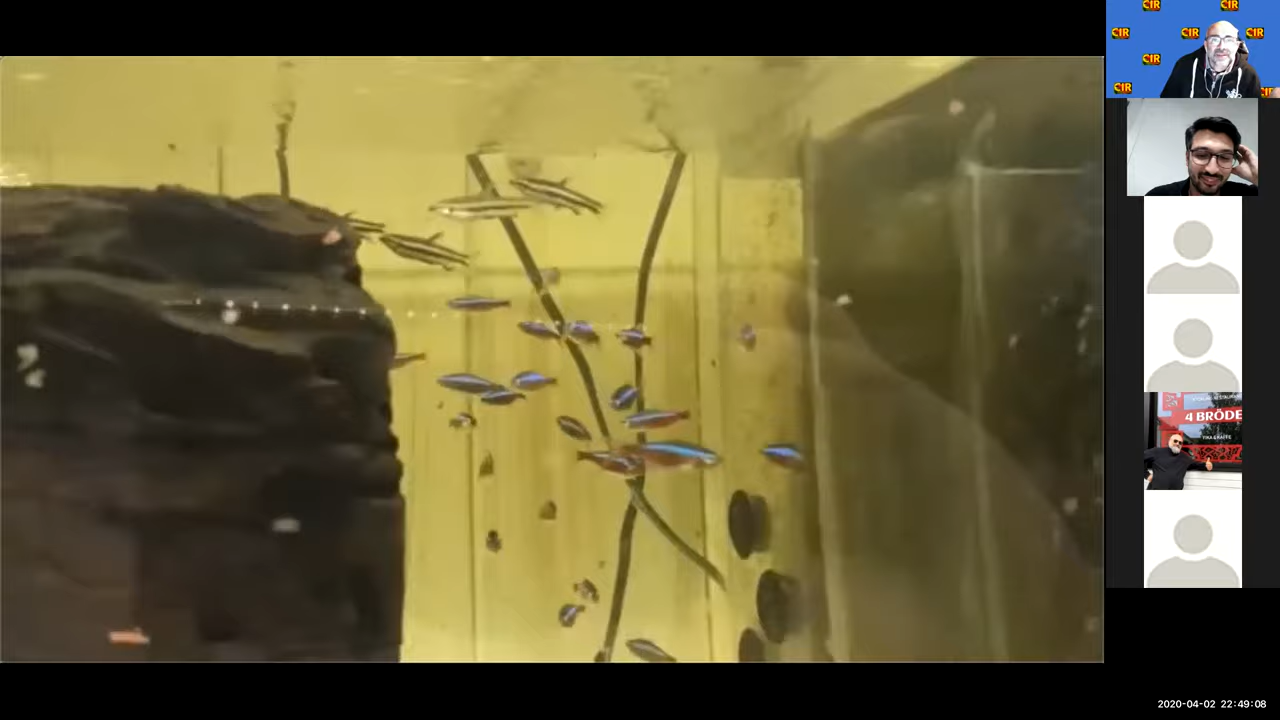 CIR CIR
CIR CIR CIR
CIR
CIR
4 BRÖDE
2020-04-02 22:49:08